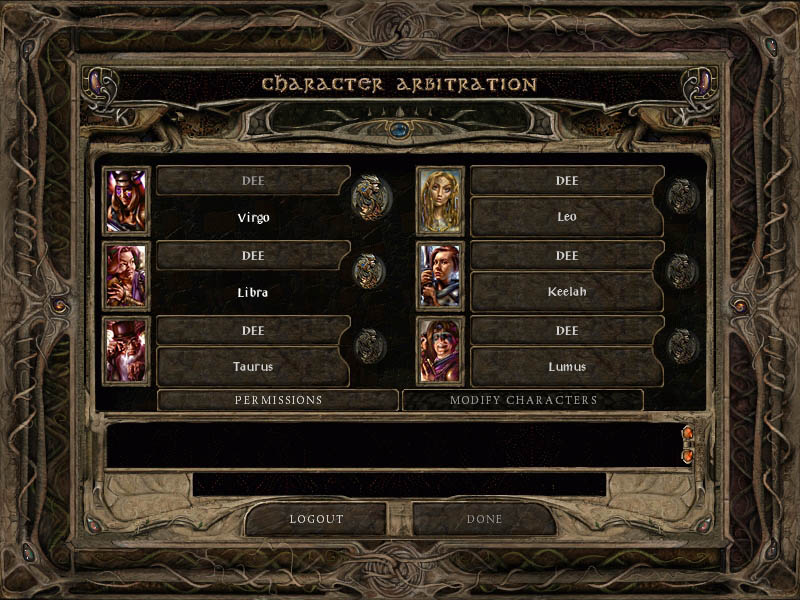 CHARACTER ARBITRATION
DEE
Virgo
DEE
Leo
DEE
Libra
DEE
Keelah
DEE
Taurus
DEE
Lumus
PERMISSIONS
MODIFY CHARACTERS
LOGOUT
DONE